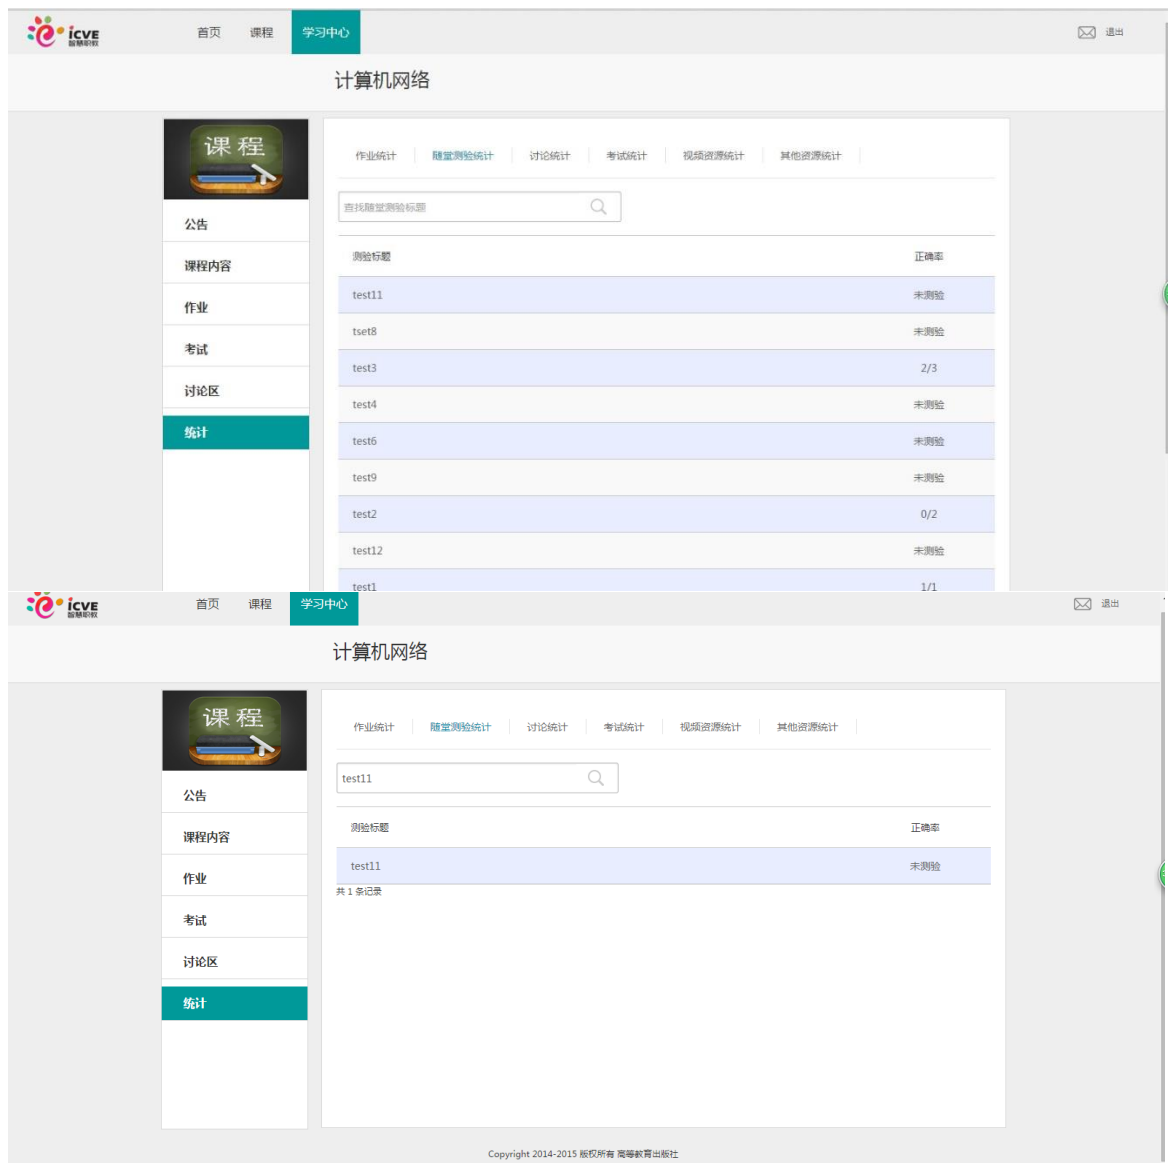 icve 首页 课程 学习中心 退出
智慧职教
计算机网络
课程
作业统计 随堂测验统计 讨论统计 考试统计 视频资源统计 其他资源统计
查找随堂测验标题
公告
课程内容
作业
考试
讨论区
统计
测验标题 正确率
test11 未测验
tset8 未测验
test3 2/3
test4 未测验
test6 未测验
test9 未测验
test2 0/2
test12 未测验
test1 1/1
icve 首页 课程 学习中心 退出
智慧职教
计算机网络
课程
作业统计 随堂测验统计 讨论统计 考试统计 视频资源统计 其他资源统计
test11
公告
课程内容
作业
考试
讨论区
统计
测验标题 正确率
test11 未测验
共 1 条记录
Copyright 2014-2015 版权所有 高等教育出版社